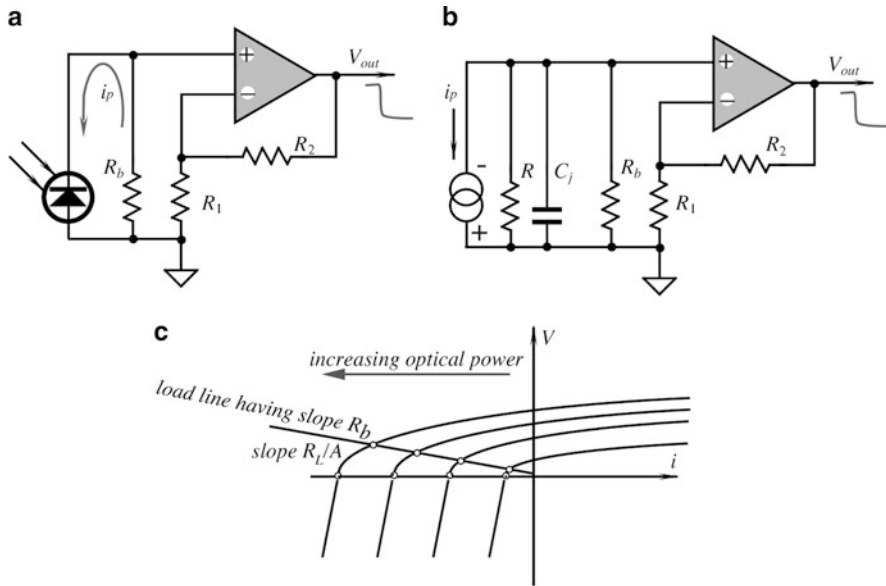 a
b
V_out
i_p
+
−
R_2
R_b
R_1
V_out
i_p
+
−
-
R
C_j
R_b
R_2
R_1
+
c
V
increasing optical power
load line having slope R_b
slope R_L/A
i